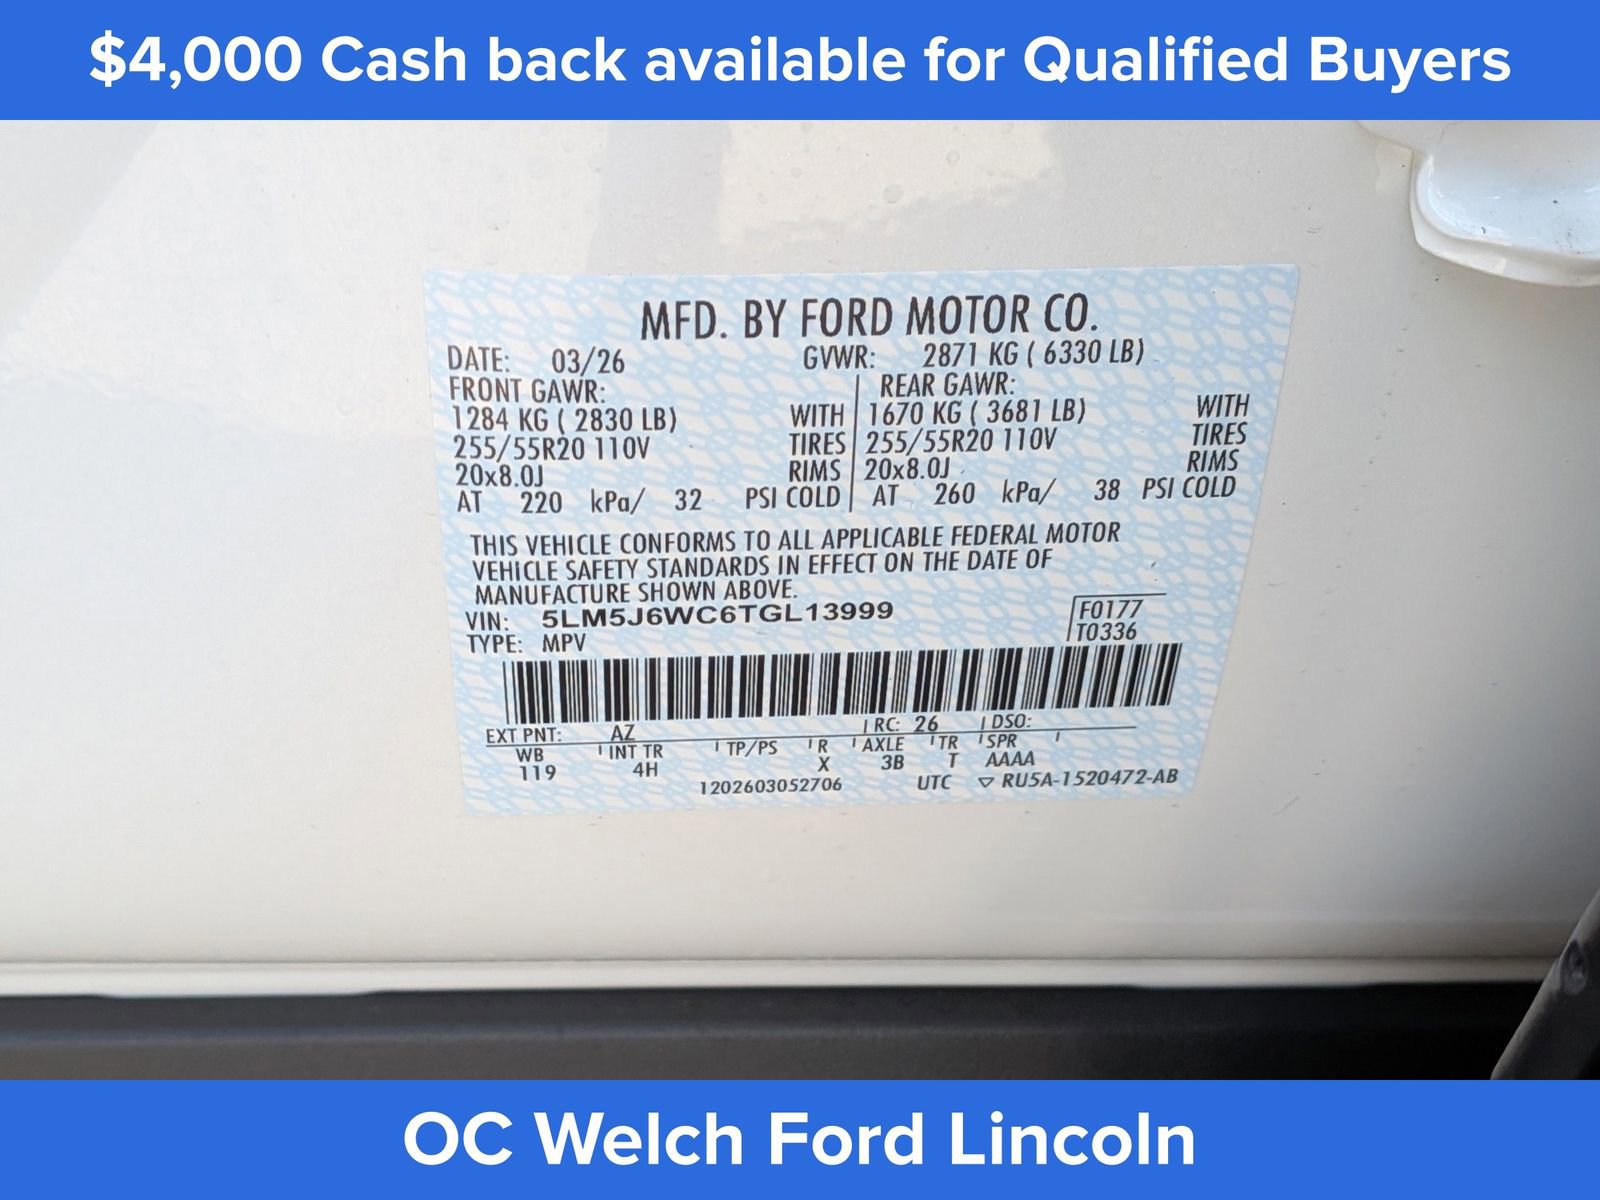 $4,000 Cash back available for Qualified Buyers
MFD. BY FORD MOTOR CO.
DATE: 03/26 GVWR: 2871 KG ( 6330 LB)
FRONT GAWR: REAR GAWR:
1284 KG ( 2830 LB) WITH 1670 KG ( 3681 LB) WITH
255/55R20 110V TIRES 255/55R20 110V TIRES
20x8.0J RIMS 20x8.0J RIMS
AT 220 kPa/ 32 PSI COLD AT 260 kPa/ 38 PSI COLD
THIS VEHICLE CONFORMS TO ALL APPLICABLE FEDERAL MOTOR
VEHICLE SAFETY STANDARDS IN EFFECT ON THE DATE OF
MANUFACTURE SHOWN ABOVE.
VIN: 5LM5J6WC6TGL13999 F0177
TYPE: MPV T0336
EXT PNT: AZ RC: 26 DSO:
WB INT TR TP/PS R AXLE TR SPR
119 4H X 3B T AAAA
1202603052706 UTC ▽ RU5A-1520472-AB
OC Welch Ford Lincoln